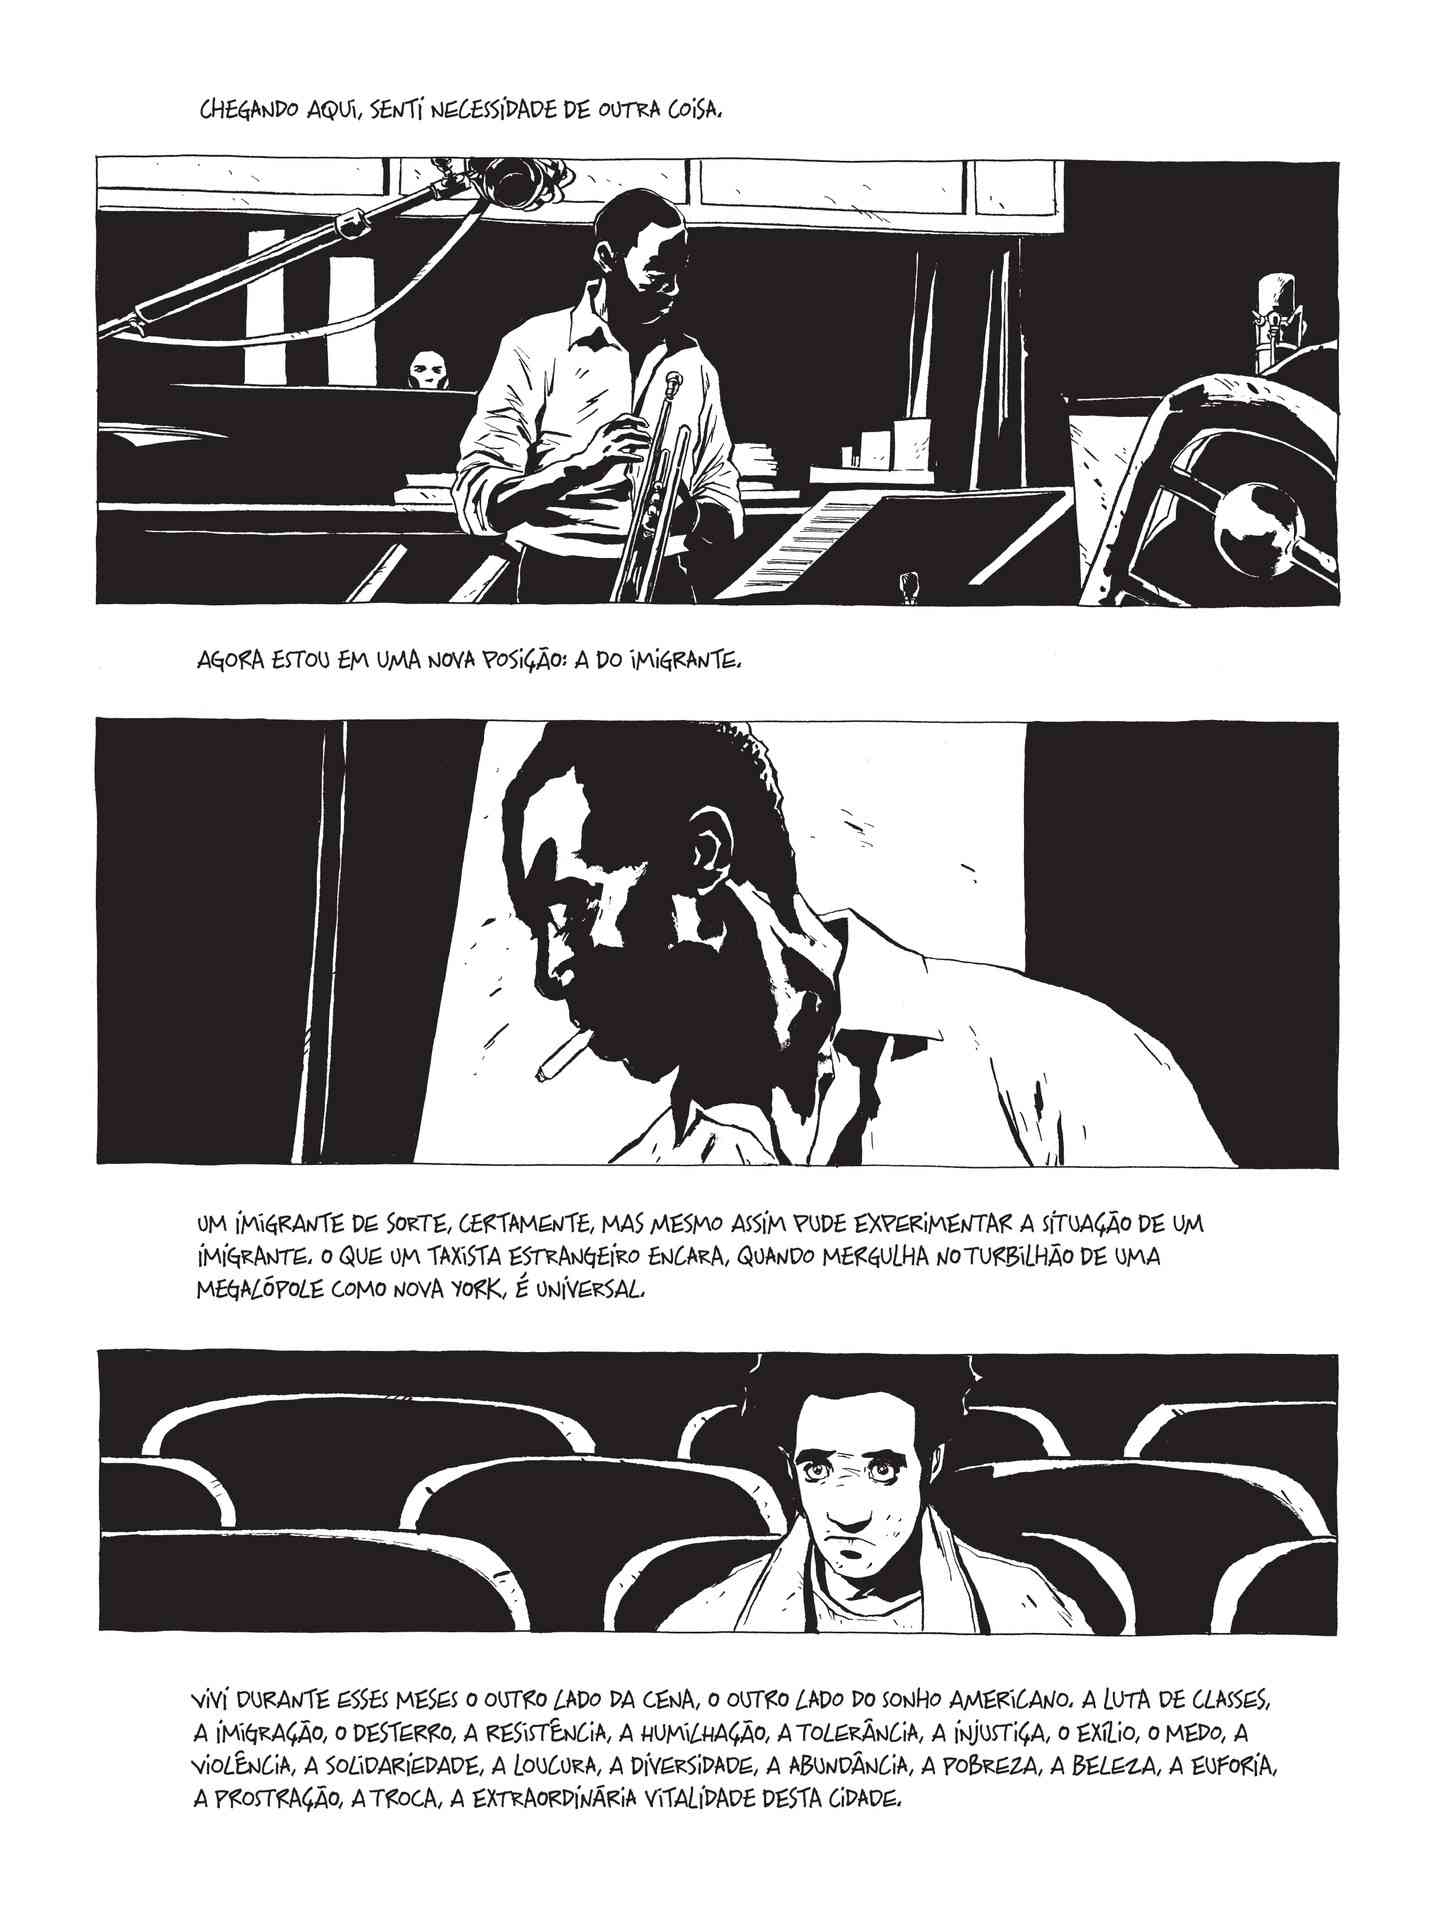 CHEGANDO AQUI, SENTI NECESSIDADE DE OUTRA COISA.
AGORA ESTOU EM UMA NOVA POSIÇÃO: A DO IMIGRANTE.
UM IMIGRANTE DE SORTE, CERTAMENTE, MAS MESMO ASSIM PUDE EXPERIMENTAR A SITUAÇÃO DE UM
IMIGRANTE. O QUE UM TAXISTA ESTRANGEIRO ENCARA, QUANDO MERGULHA NO TURBILHÃO DE UMA
MEGALÓPOLE COMO NOVA YORK, É UNIVERSAL.
VIVI DURANTE ESSES MESES O OUTRO LADO DA CENA, O OUTRO LADO DO SONHO AMERICANO. A LUTA DE CLASSES,
A IMIGRAÇÃO, O DESTERRO, A RESISTÊNCIA, A HUMILHAÇÃO, A TOLERÂNCIA, A INJUSTIÇA, O EXÍLIO, O MEDO, A
VIOLÊNCIA, A SOLIDARIEDADE, A LOUCURA, A DIVERSIDADE, A ABUNDÂNCIA, A POBREZA, A BELEZA, A EUFORIA,
A PROSTRAÇÃO, A TROCA, A EXTRAORDINÁRIA VITALIDADE DESTA CIDADE.